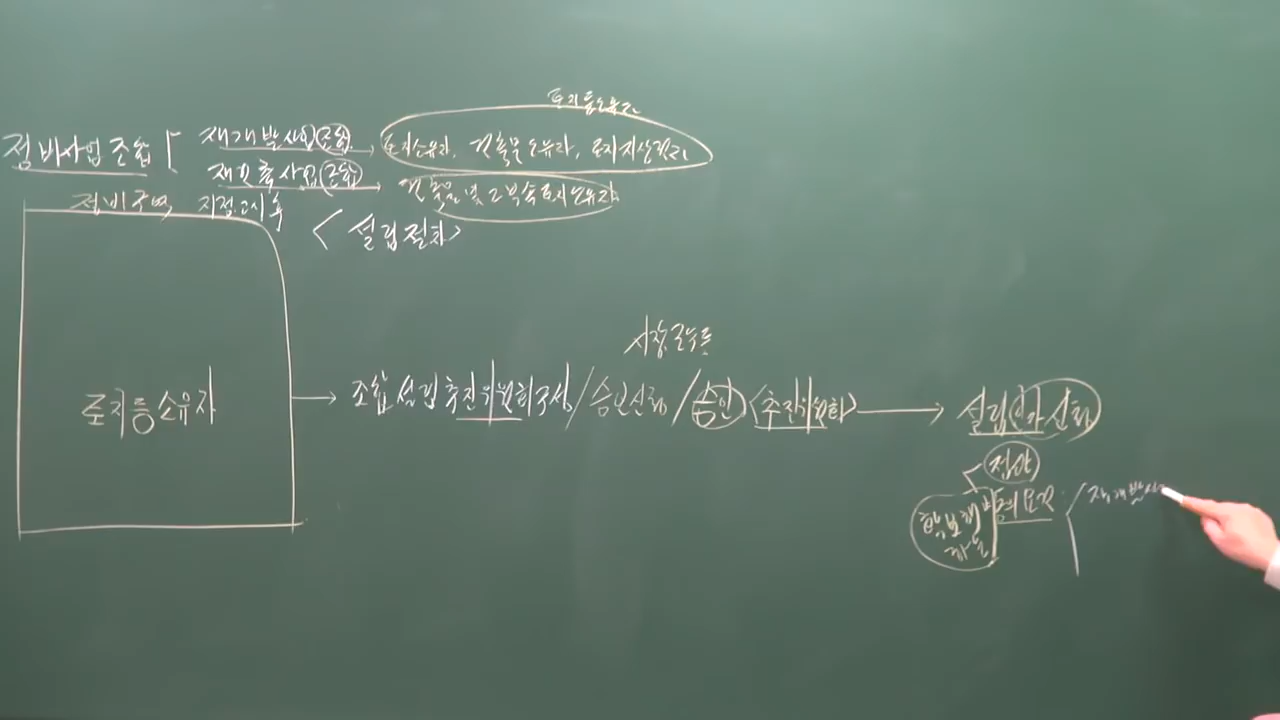 토지등소유자
정비사업조합 [ 재개발사업(조합) → 토지소유자, 건축물소유자, 토지지상권자
재건축사업(조합) → 건축물 및 그 부속토지소유자
정비구역 지정고시 후
<설립절차>
시장·군수등
토지등소유자 → 조합설립추진위원회구성 / 승인신청 / 승인 <추진위원회> → 설립인가신청
정관
확보해야 동의요건 재개발사